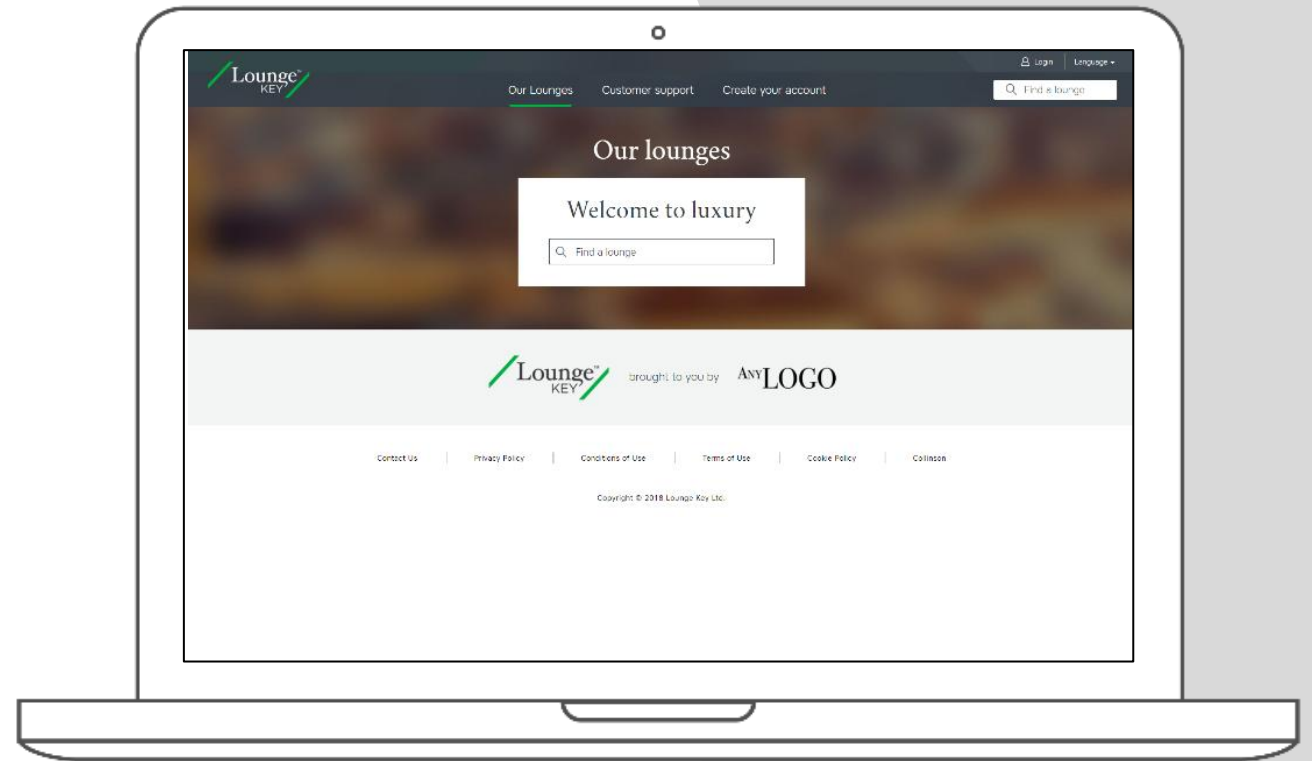 Lounge™
KEY
Login
Language
Our Lounges
Customer support
Create your account
Find a lounge
Our lounges
Welcome to luxury
Find a lounge
Lounge™
KEY
brought to you by
ANYLOGO
Contact Us
Privacy Policy
Conditions of Use
Terms of Use
Cookie Policy
Collinson
Copyright © 2018 Lounge Key Ltd.